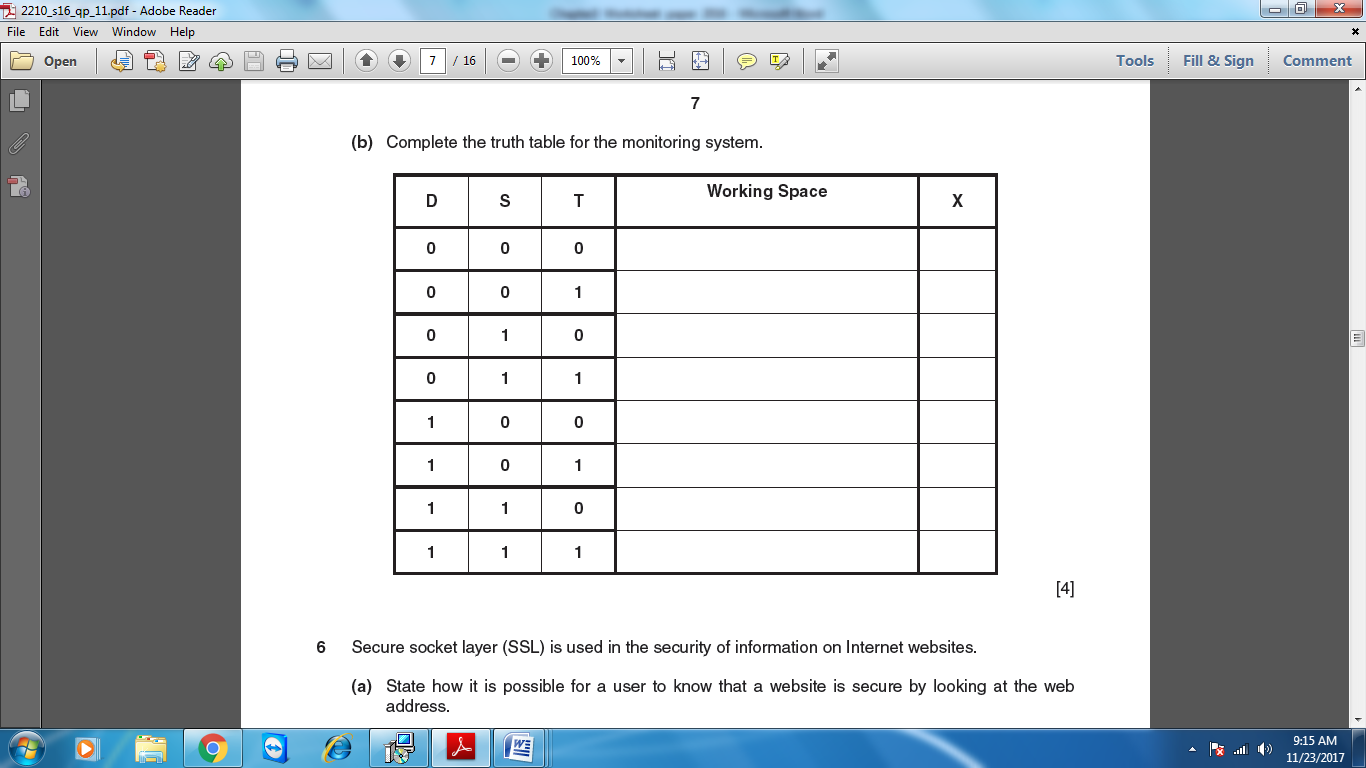 2210_s16_qp_11.pdf - Adobe Reader
File Edit View Window Help
Open 7 / 16 100% Tools Fill & Sign Comment
7
(b) Complete the truth table for the monitoring system.
D S T Working Space X
0 0 0
0 0 1
0 1 0
0 1 1
1 0 0
1 0 1
1 1 0
1 1 1
[4]
6 Secure socket layer (SSL) is used in the security of information on Internet websites.
(a) State how it is possible for a user to know that a website is secure by looking at the web
address.
9:15 AM
11/23/2017